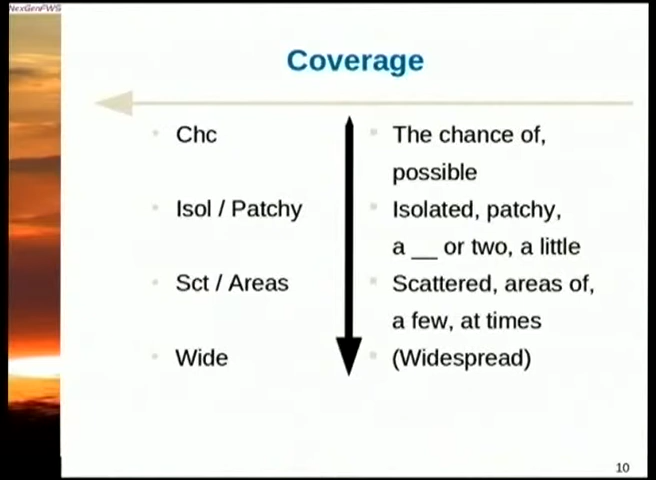 NexGenFWS
Coverage
Chc
The chance of,
possible
Isol / Patchy
Isolated, patchy,
a __ or two, a little
Sct / Areas
Scattered, areas of,
a few, at times
Wide
(Widespread)
10